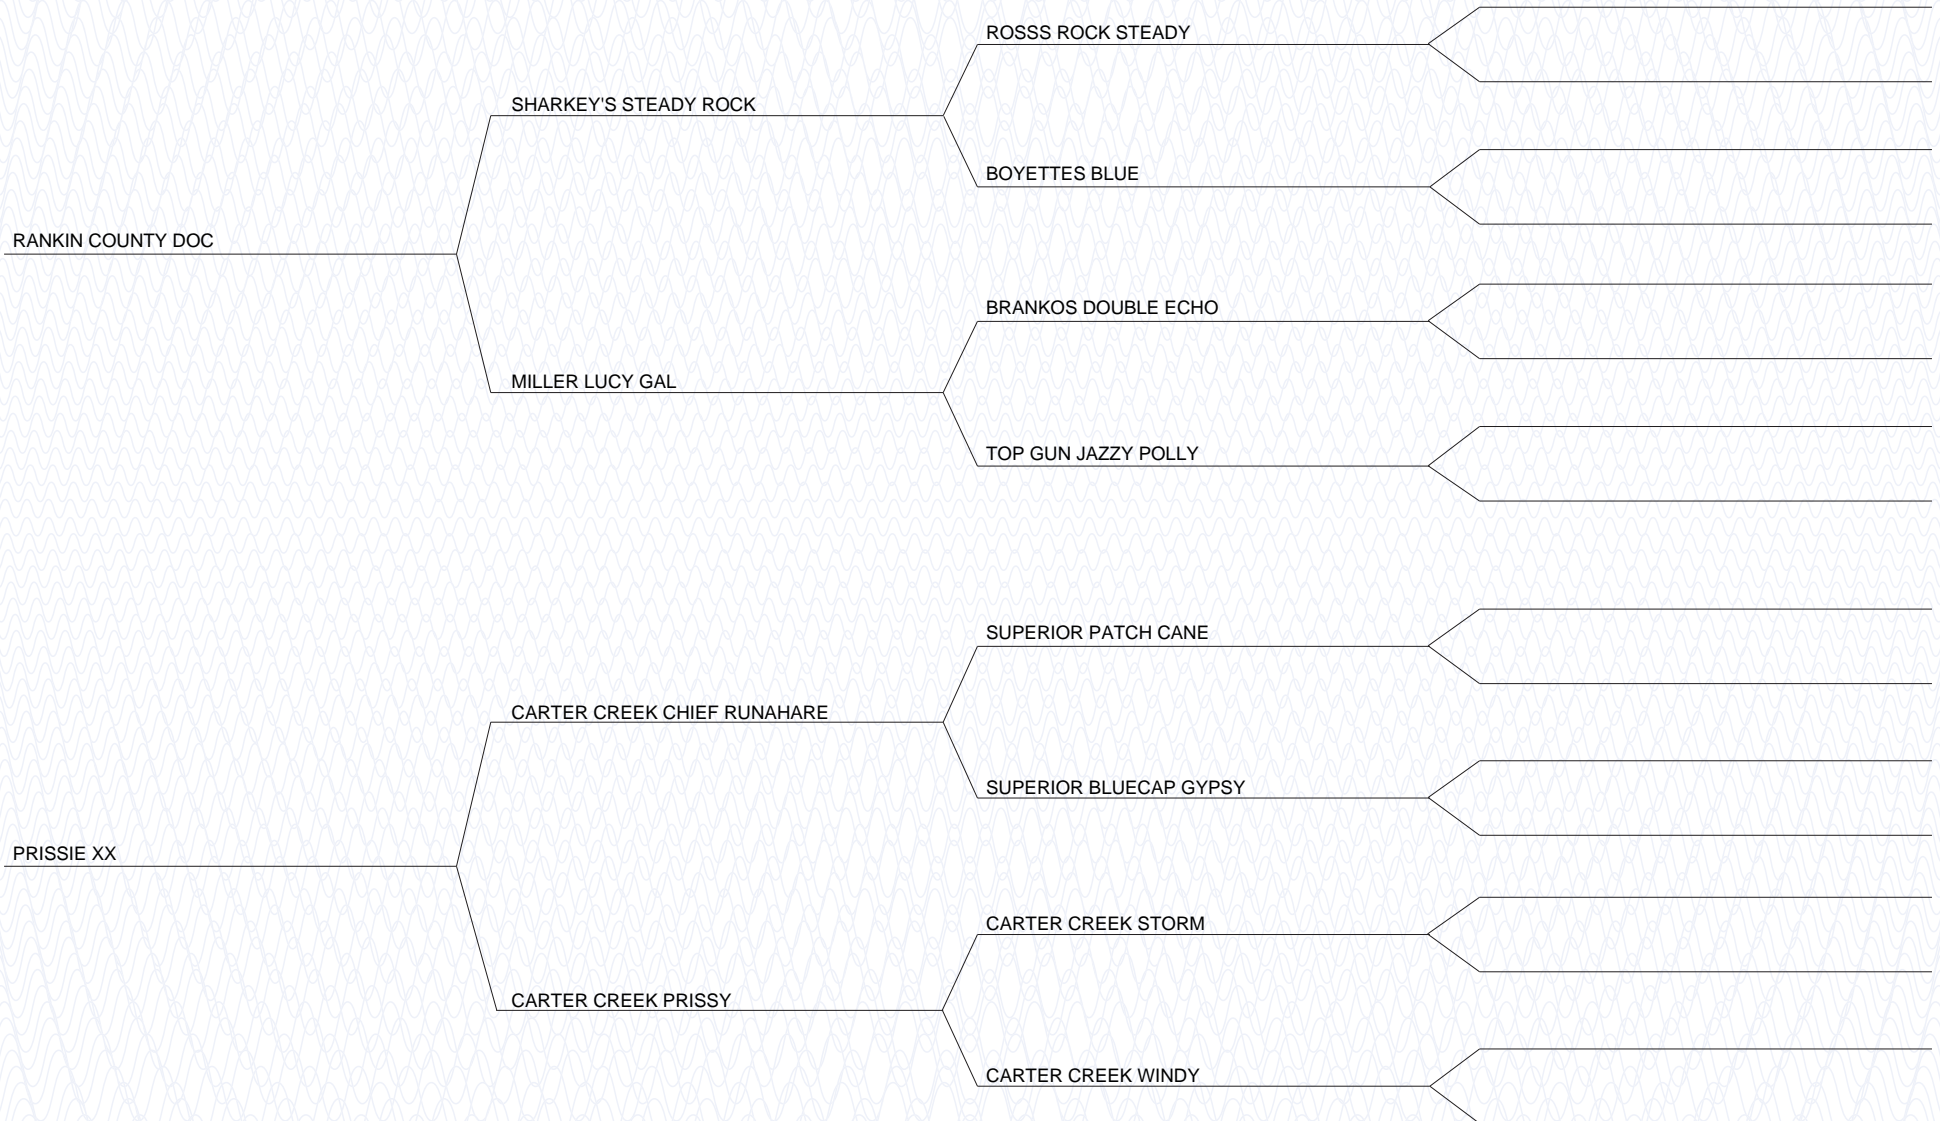 ROSSS ROCK STEADY
SHARKEY'S STEADY ROCK
BOYETTES BLUE
RANKIN COUNTY DOC
BRANKOS DOUBLE ECHO
MILLER LUCY GAL
TOP GUN JAZZY POLLY
SUPERIOR PATCH CANE
CARTER CREEK CHIEF RUNAHARE
SUPERIOR BLUECAP GYPSY
PRISSIE XX
CARTER CREEK STORM
CARTER CREEK PRISSY
CARTER CREEK WINDY